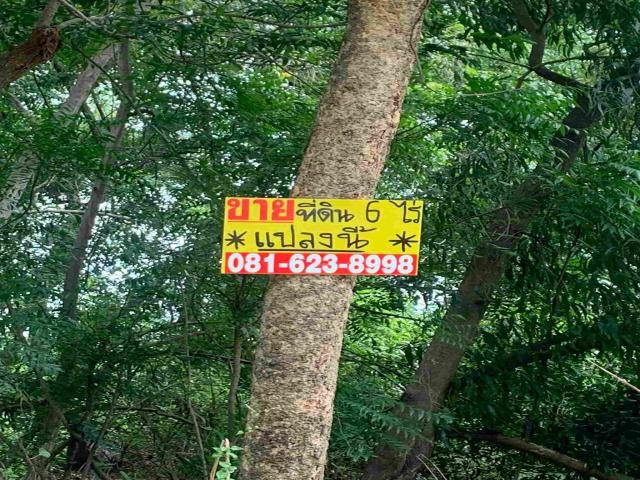 ขายที่ดิน 6 ไร่
* แปลงนี้ *
081-623-8998